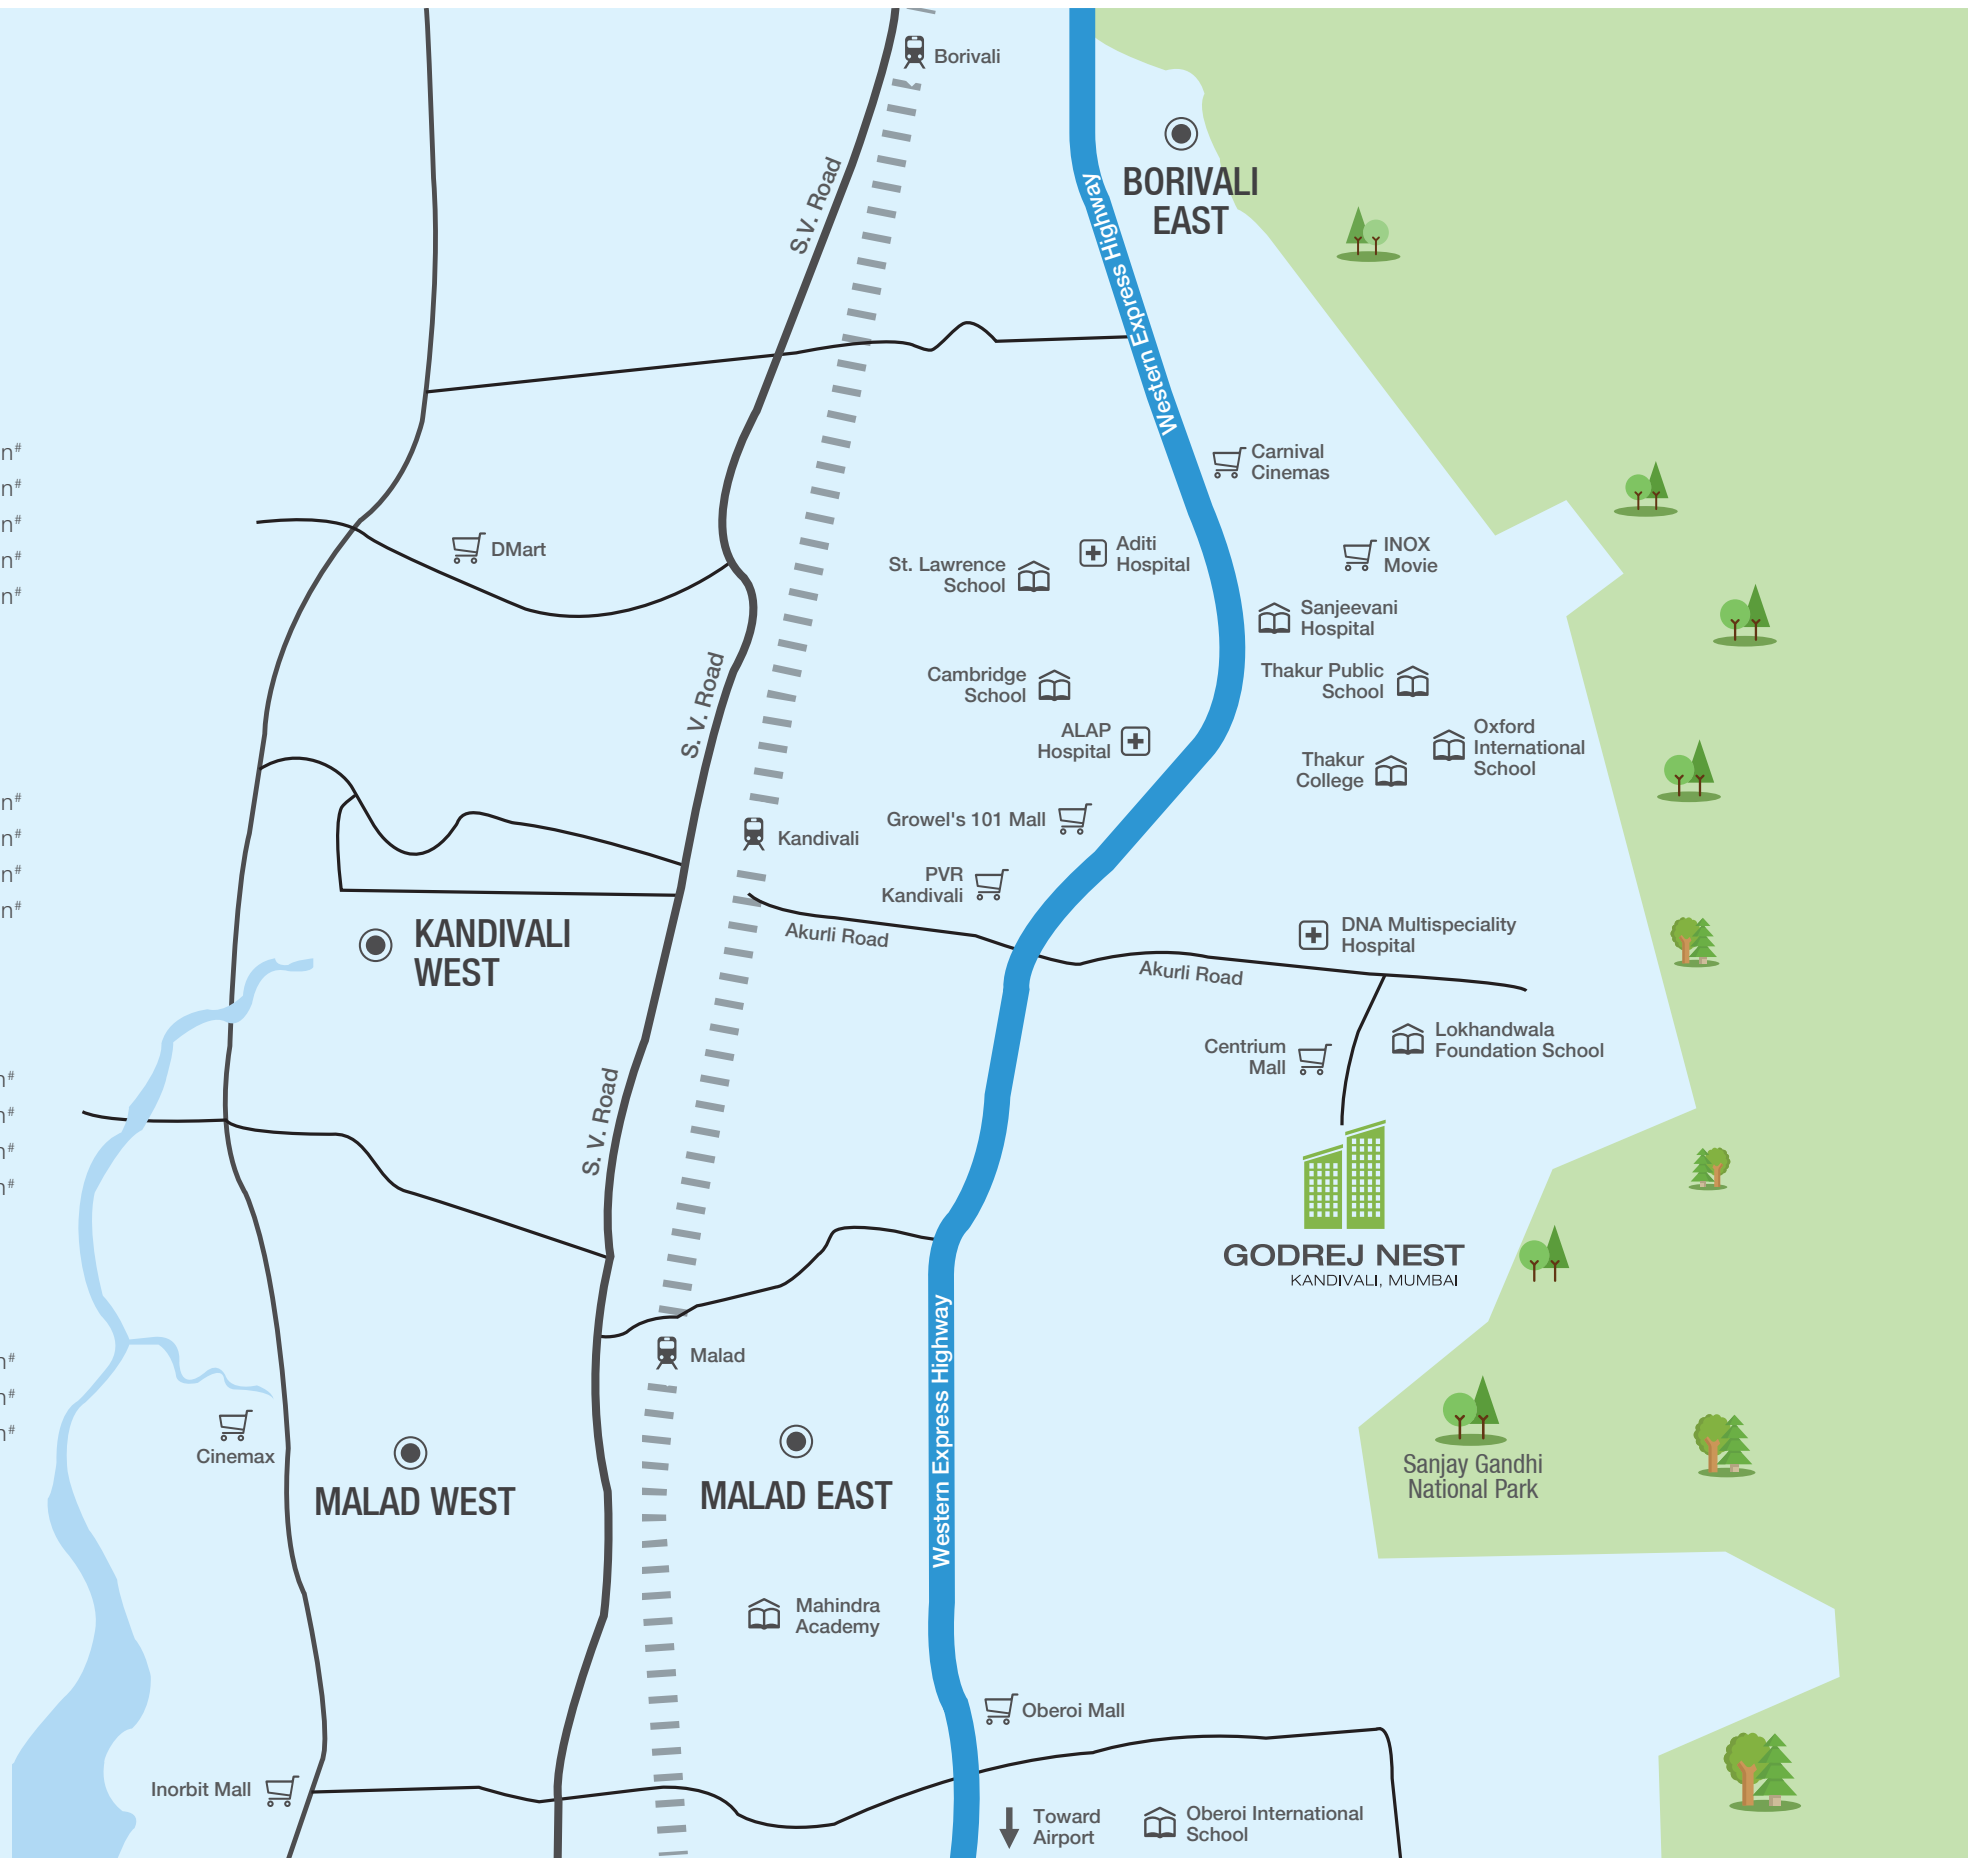 Borivali
BORIVALI
EAST
S.V. Road
Western Express Highway
Carnival
Cinemas
n#
n#
n#
n#
n#
DMart
St. Lawrence
School
Aditi
Hospital
INOX
Movie
Sanjeevani
Hospital
S. V. Road
Cambridge
School
Thakur Public
School
ALAP
Hospital
Oxford
International
School
Thakur
College
n#
n#
n#
n#
Growel's 101 Mall
Kandivali
PVR
Kandivali
KANDIVALI
WEST
Akurli Road
DNA Multispeciality
Hospital
Akurli Road
Centrium
Mall
Lokhandwala
Foundation School
n#
n#
n#
n#
S. V. Road
GODREJ NEST
KANDIVALI, MUMBAI
Malad
Western Express Highway
n#
n#
n#
Cinemax
MALAD WEST
MALAD EAST
Sanjay Gandhi
National Park
Mahindra
Academy
Oberoi Mall
Inorbit Mall
Toward
Airport
Oberoi International
School